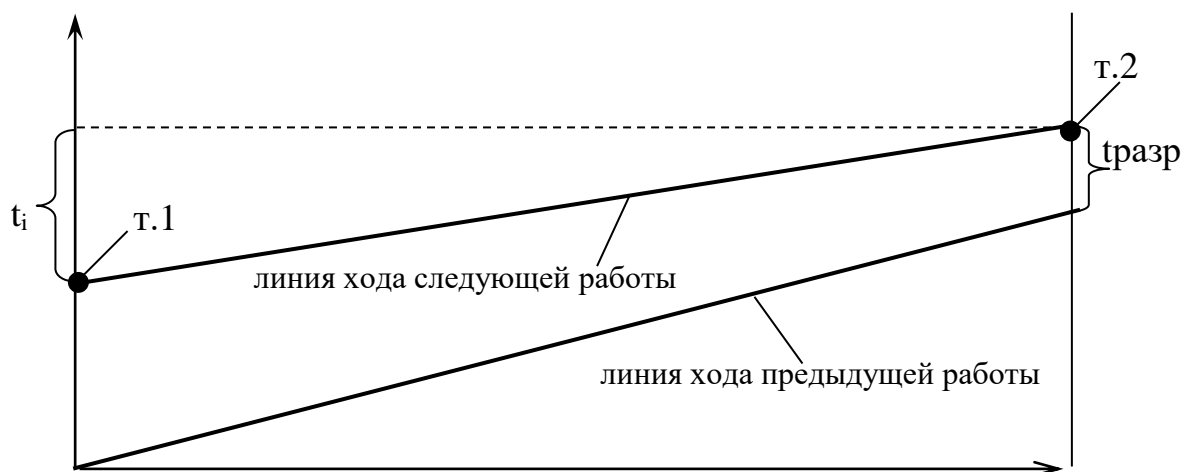 т.2
tразр
т.1
ti
линия хода следующей работы
линия хода предыдущей работы